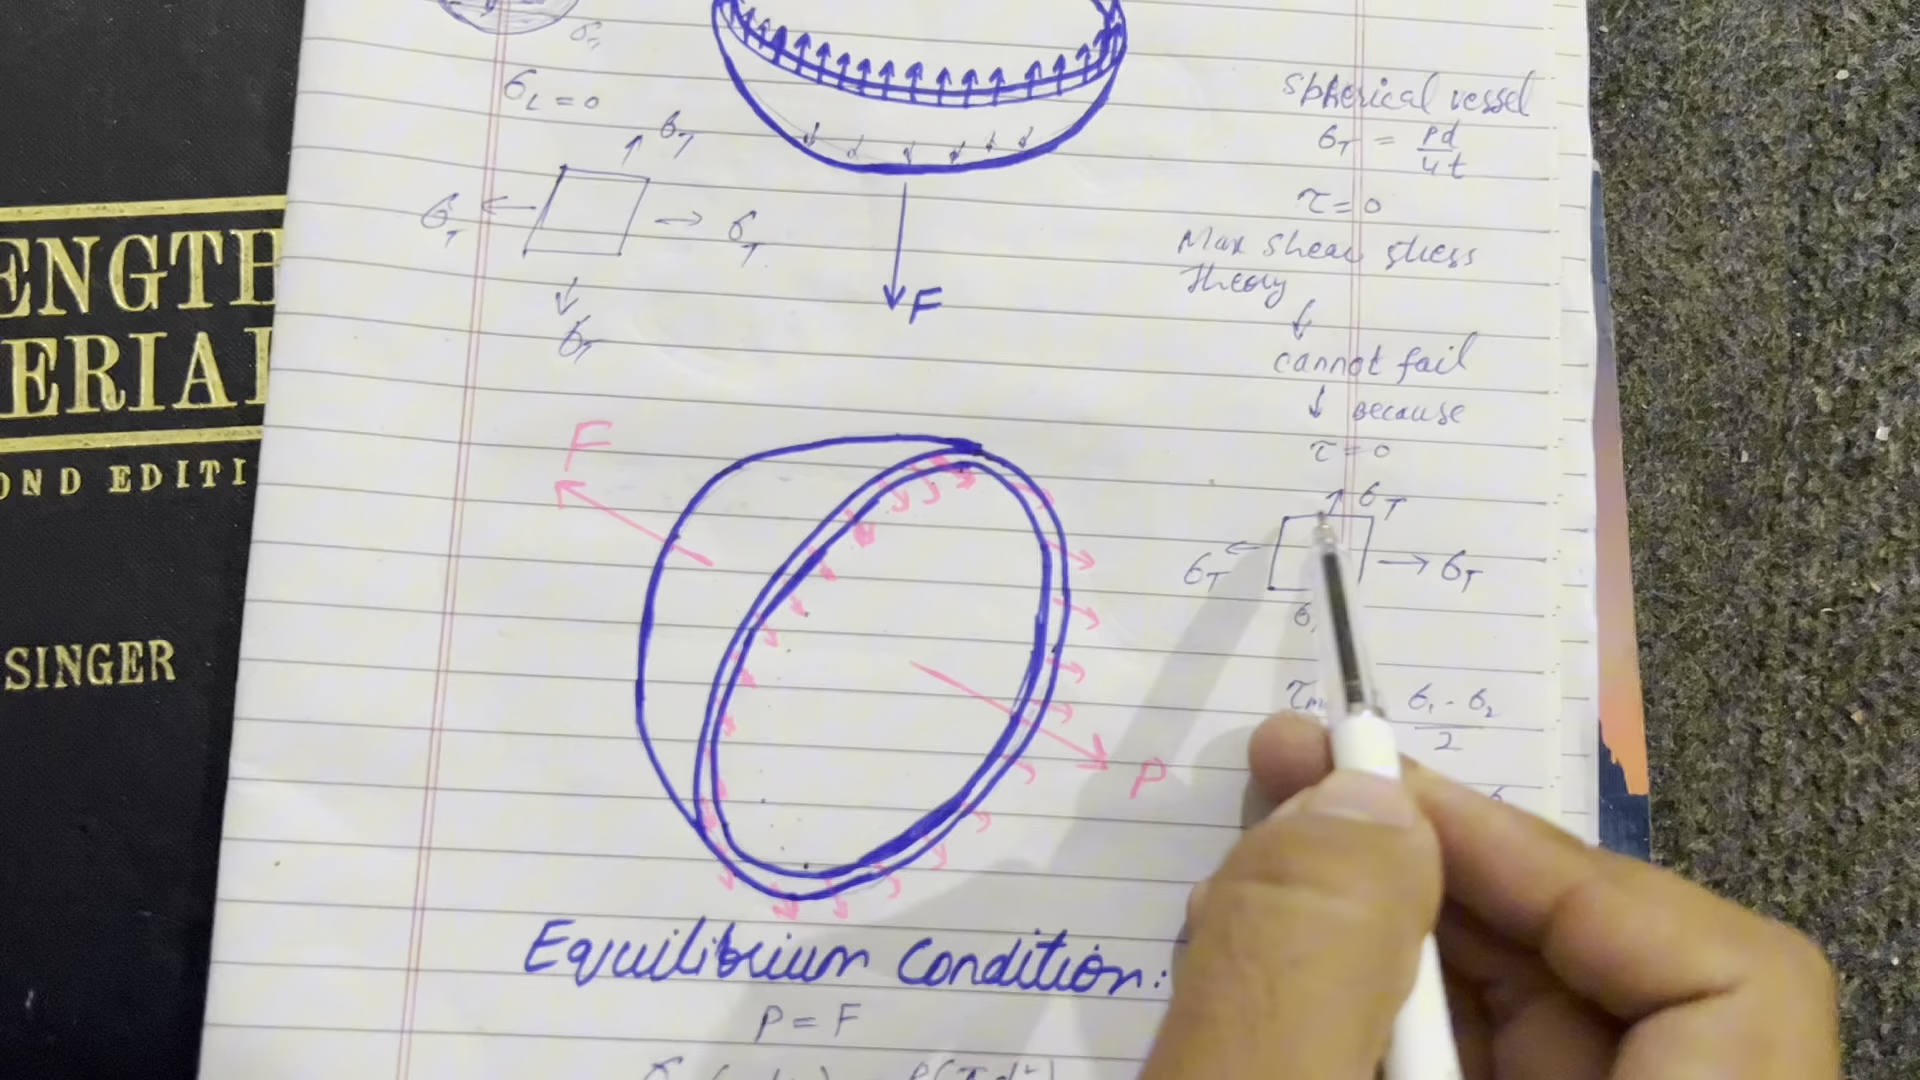 ENGTH
ERIAL
OND EDITI
SINGER
σL = 0
σT
σT
σT
σT
F
Spherical vessel
σT = Pd
4t
τ = 0
Max Shear stress
theory
cannot fail
Because
τ = 0
σT
σT
σT
τm
σ1 - σ2
2
F
P
Equilibrium Condition:
P = F